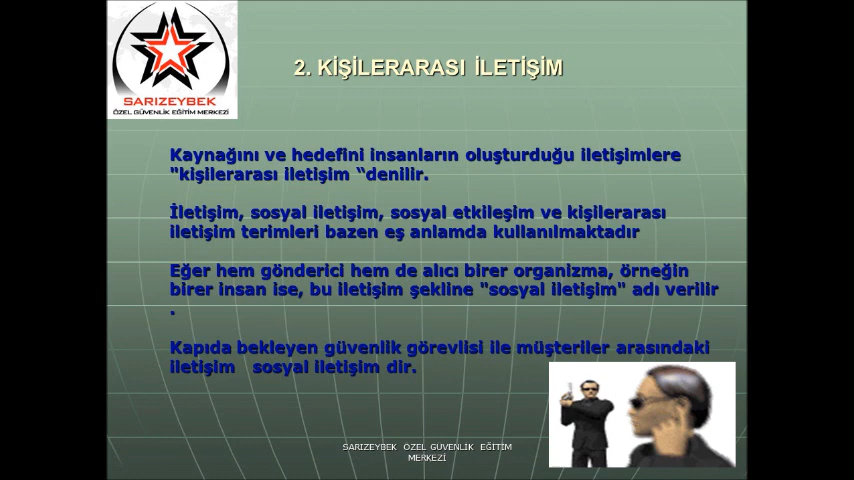 SARIZEYBEK
ÖZEL GÜVENLİK EĞİTİM MERKEZİ
2. KİŞİLERARASI İLETİŞİM
Kaynağını ve hedefini insanların oluşturduğu iletişimlere
"kişilerarası iletişim “denilir.
İletişim, sosyal iletişim, sosyal etkileşim ve kişilerarası
iletişim terimleri bazen eş anlamda kullanılmaktadır
Eğer hem gönderici hem de alıcı birer organizma, örneğin
birer insan ise, bu iletişim şekline "sosyal iletişim" adı verilir
.
Kapıda bekleyen güvenlik görevlisi ile müşteriler arasındaki
iletişim sosyal iletişim dir.
SARIZEYBEK ÖZEL GÜVENLİK EĞİTİM
MERKEZİ